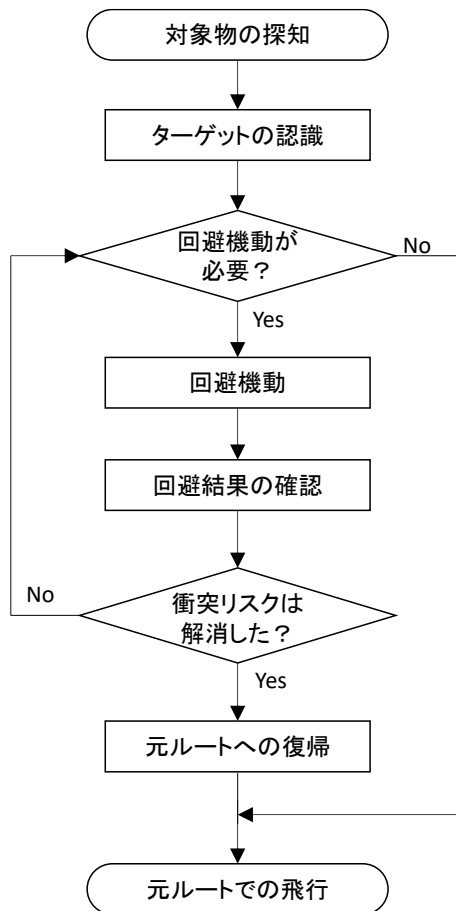 対象物の探知
ターゲットの認識
回避機動が
必要？
No
Yes
回避機動
回避結果の確認
衝突リスクは
解消した？
No
Yes
元ルートへの復帰
元ルートでの飛行